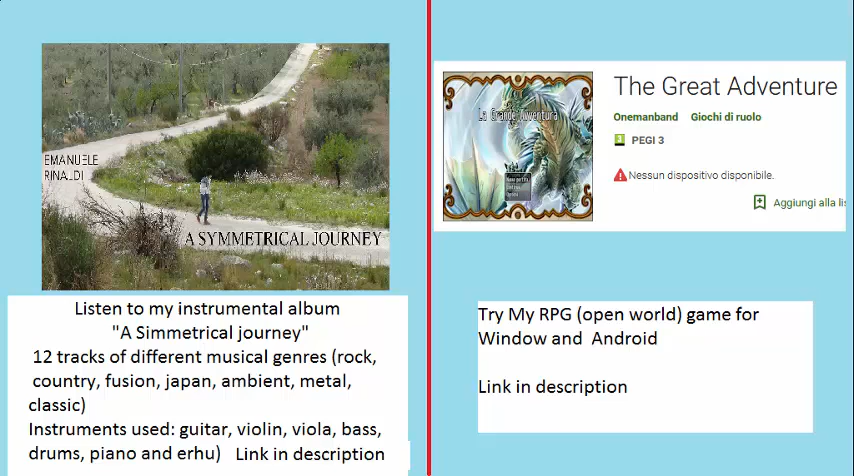 EMANUELE
RINALDI
A SYMMETRICAL JOURNEY
Listen to my instrumental album
"A Simmetrical journey"
12 tracks of different musical genres (rock,
country, fusion, japan, ambient, metal,
classic)
Instruments used: guitar, violin, viola, bass,
drums, piano and erhu) Link in description
La Grande Avventura
The Great Adventure
Onemanband Giochi di ruolo
3 PEGI 3
Nessun dispositivo disponibile.
Aggiungi alla lis
Try My RPG (open world) game for
Window and Android
Link in description